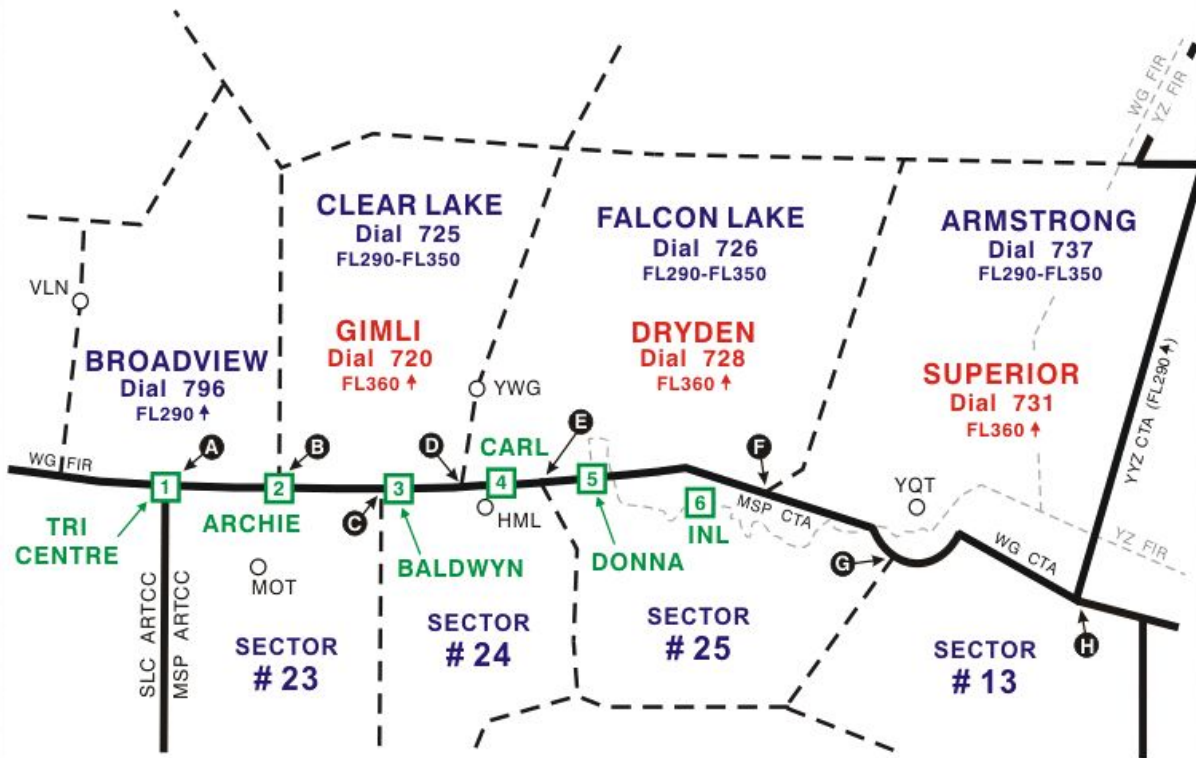 WG FIR
YZ FIR
CLEAR LAKE
Dial 725
FL290-FL350
FALCON LAKE
Dial 726
FL290-FL350
ARMSTRONG
Dial 737
FL290-FL350
VLN
GIMLI
Dial 720
FL360
DRYDEN
Dial 728
FL360
BROADVIEW
Dial 796
FL290
YWG
SUPERIOR
Dial 731
FL360
YYZ CTA (FL290)
A
B
D
CARL
E
F
WG FIR
1
2
3
4
5
6
YQT
C
HML
MSP CTA
TRI
CENTRE
ARCHIE
INL
WG CTA
YZ FIR
BALDWYN
DONNA
G
MOT
H
SLC ARTCC
MSP ARTCC
SECTOR
# 23
SECTOR
# 24
SECTOR
# 25
SECTOR
# 13